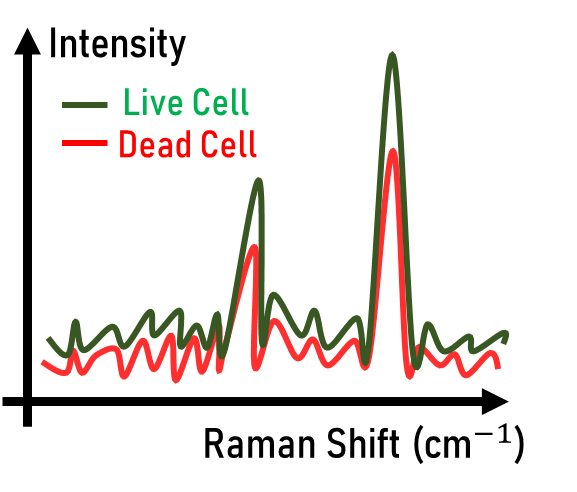 Intensity
Live Cell
Dead Cell
Raman Shift (cm⁻¹)